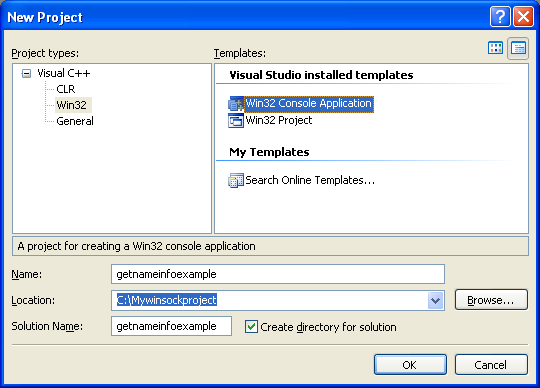 New Project
Project types:
Templates:
Visual C++
CLR
Win32
General
Visual Studio installed templates
Win32 Console Application
Win32 Project
My Templates
Search Online Templates...
A project for creating a Win32 console application
Name:
getnameinfoexample
Location:
C:\Mywinsockproject
Browse...
Solution Name:
getnameinfoexample
Create directory for solution
OK
Cancel